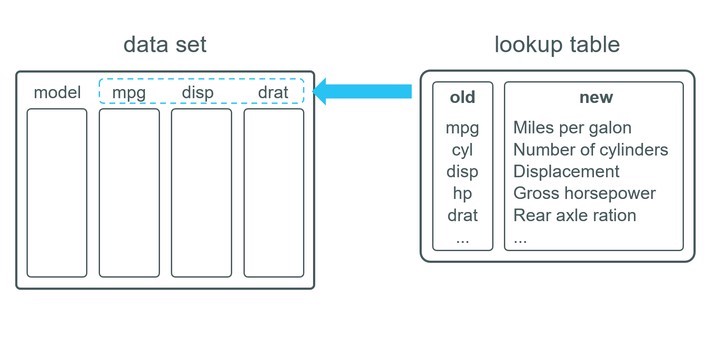 data set
model mpg disp drat
lookup table
old new
mpg Miles per galon
cyl Number of cylinders
disp Displacement
hp Gross horsepower
drat Rear axle ration
... ...